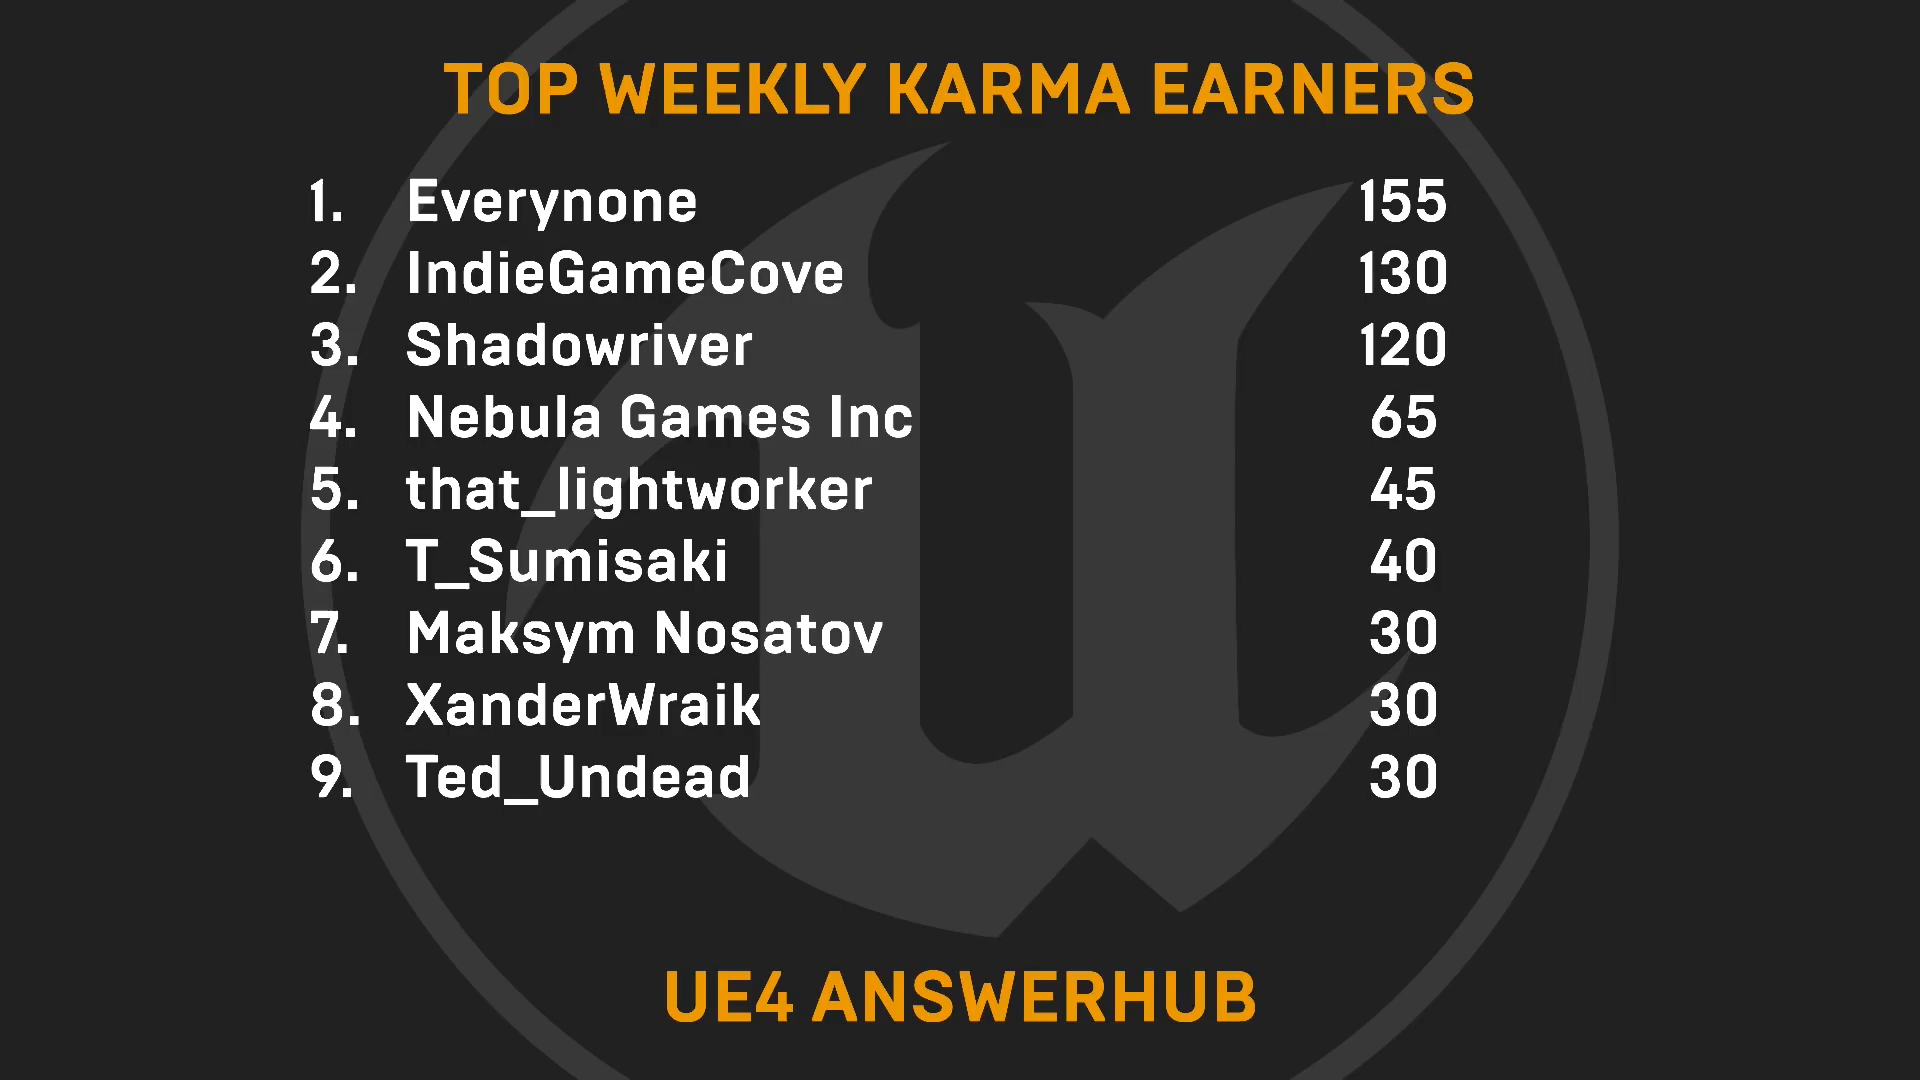 TOP WEEKLY KARMA EARNERS
1. Everynone 155
2. IndieGameCove 130
3. Shadowriver 120
4. Nebula Games Inc 65
5. that_lightworker 45
6. T_Sumisaki 40
7. Maksym Nosatov 30
8. XanderWraik 30
9. Ted_Undead 30
UE4 ANSWERHUB